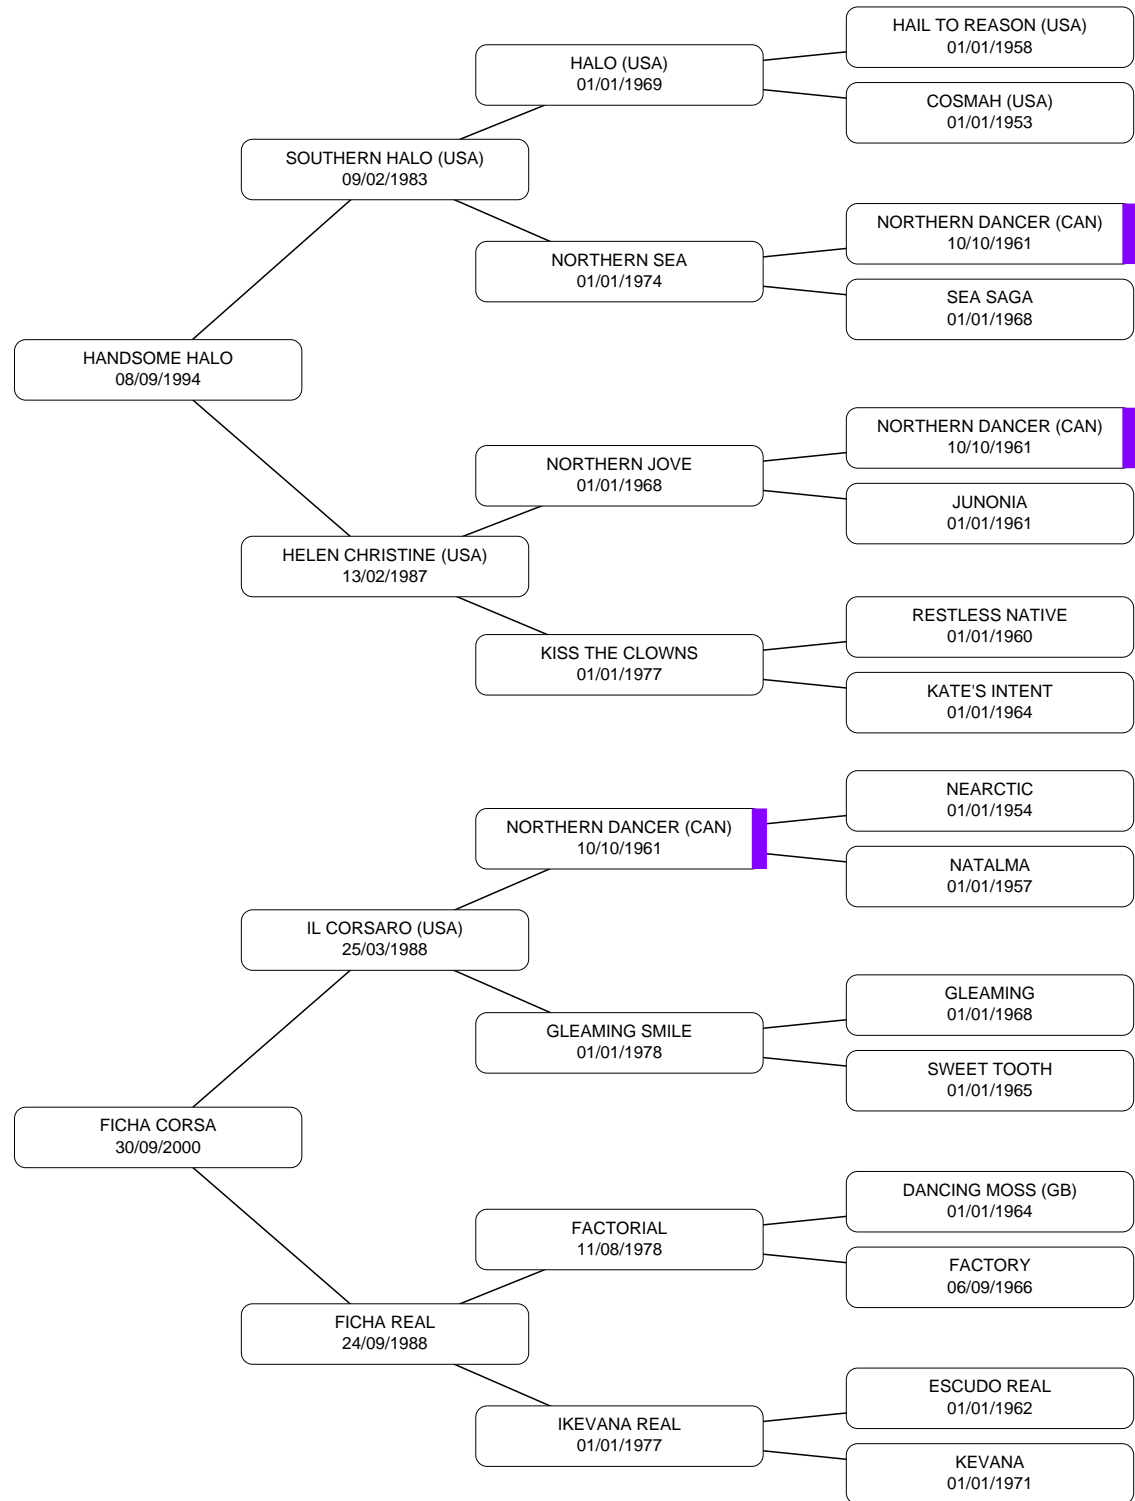 HAIL TO REASON (USA)
01/01/1958
HALO (USA)
01/01/1969
COSMAH (USA)
01/01/1953
SOUTHERN HALO (USA)
09/02/1983
NORTHERN DANCER (CAN)
10/10/1961
NORTHERN SEA
01/01/1974
SEA SAGA
01/01/1968
HANDSOME HALO
08/09/1994
NORTHERN DANCER (CAN)
10/10/1961
NORTHERN JOVE
01/01/1968
JUNONIA
01/01/1961
HELEN CHRISTINE (USA)
13/02/1987
RESTLESS NATIVE
01/01/1960
KISS THE CLOWNS
01/01/1977
KATE'S INTENT
01/01/1964
NEARCTIC
01/01/1954
NORTHERN DANCER (CAN)
10/10/1961
NATALMA
01/01/1957
IL CORSARO (USA)
25/03/1988
GLEAMING
01/01/1968
GLEAMING SMILE
01/01/1978
SWEET TOOTH
01/01/1965
FICHA CORSA
30/09/2000
DANCING MOSS (GB)
01/01/1964
FACTORIAL
11/08/1978
FACTORY
06/09/1966
FICHA REAL
24/09/1988
ESCUDO REAL
01/01/1962
IKEVANA REAL
01/01/1977
KEVANA
01/01/1971